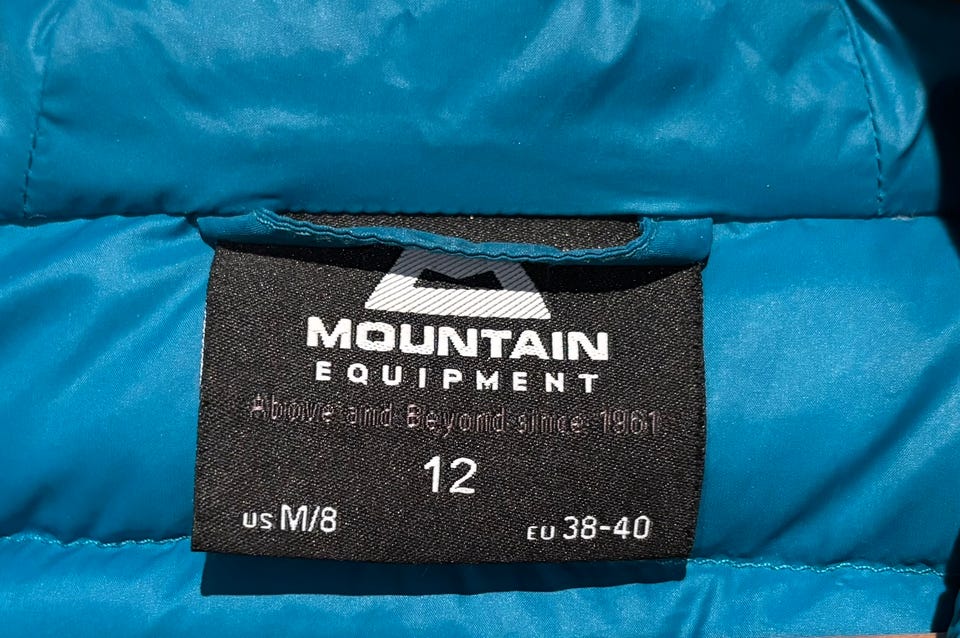 MOUNTAIN
EQUIPMENT
Above and Beyond since 1961
12
US M/8
EU 38-40